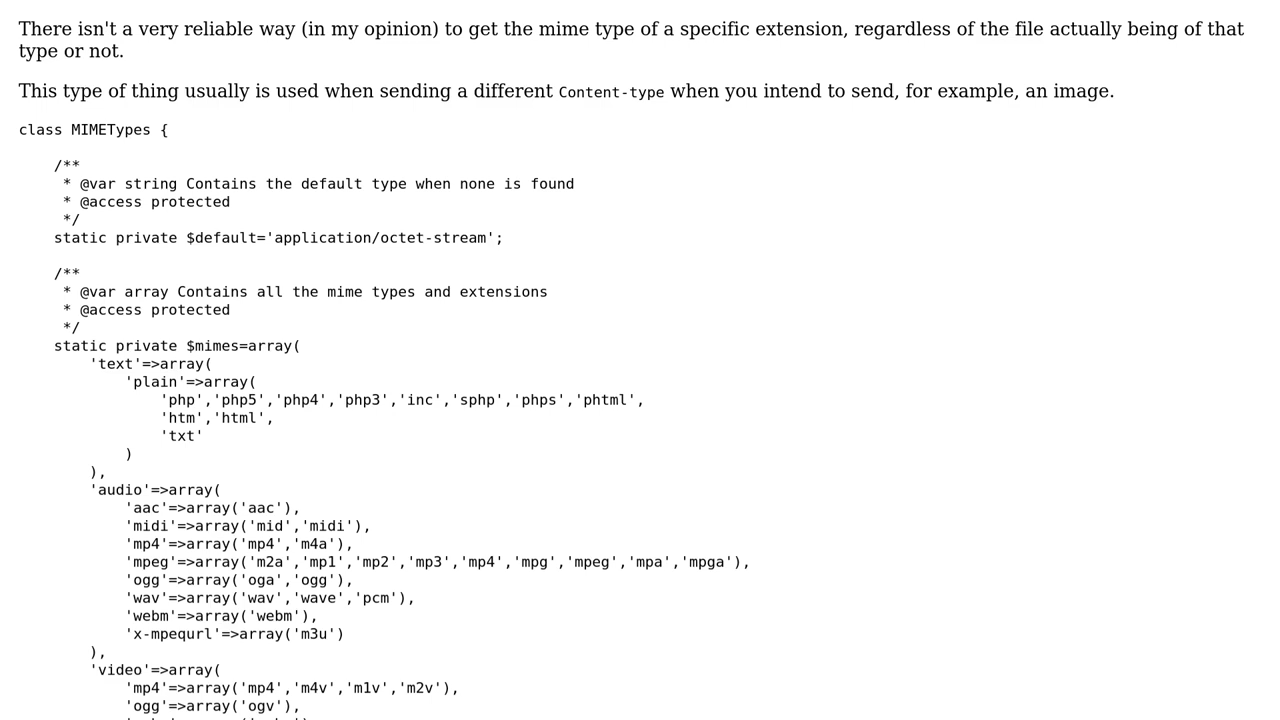 There isn't a very reliable way (in my opinion) to get the mime type of a specific extension, regardless of the file actually being of that
type or not.
This type of thing usually is used when sending a different Content-type when you intend to send, for example, an image.
class MIMETypes {
/**
* @var string Contains the default type when none is found
* @access protected
*/
static private $default='application/octet-stream';
/**
* @var array Contains all the mime types and extensions
* @access protected
*/
static private $mimes=array(
'text'=>array(
'plain'=>array(
'php','php5','php4','php3','inc','sphp','phps','phtml',
'htm','html',
'txt'
)
),
'audio'=>array(
'aac'=>array('aac'),
'midi'=>array('mid','midi'),
'mp4'=>array('mp4','m4a'),
'mpeg'=>array('m2a','mp1','mp2','mp3','mp4','mpg','mpeg','mpa','mpga'),
'ogg'=>array('oga','ogg'),
'wav'=>array('wav','wave','pcm'),
'webm'=>array('webm'),
'x-mpequrl'=>array('m3u')
),
'video'=>array(
'mp4'=>array('mp4','m4v','m1v','m2v'),
'ogg'=>array('ogv'),